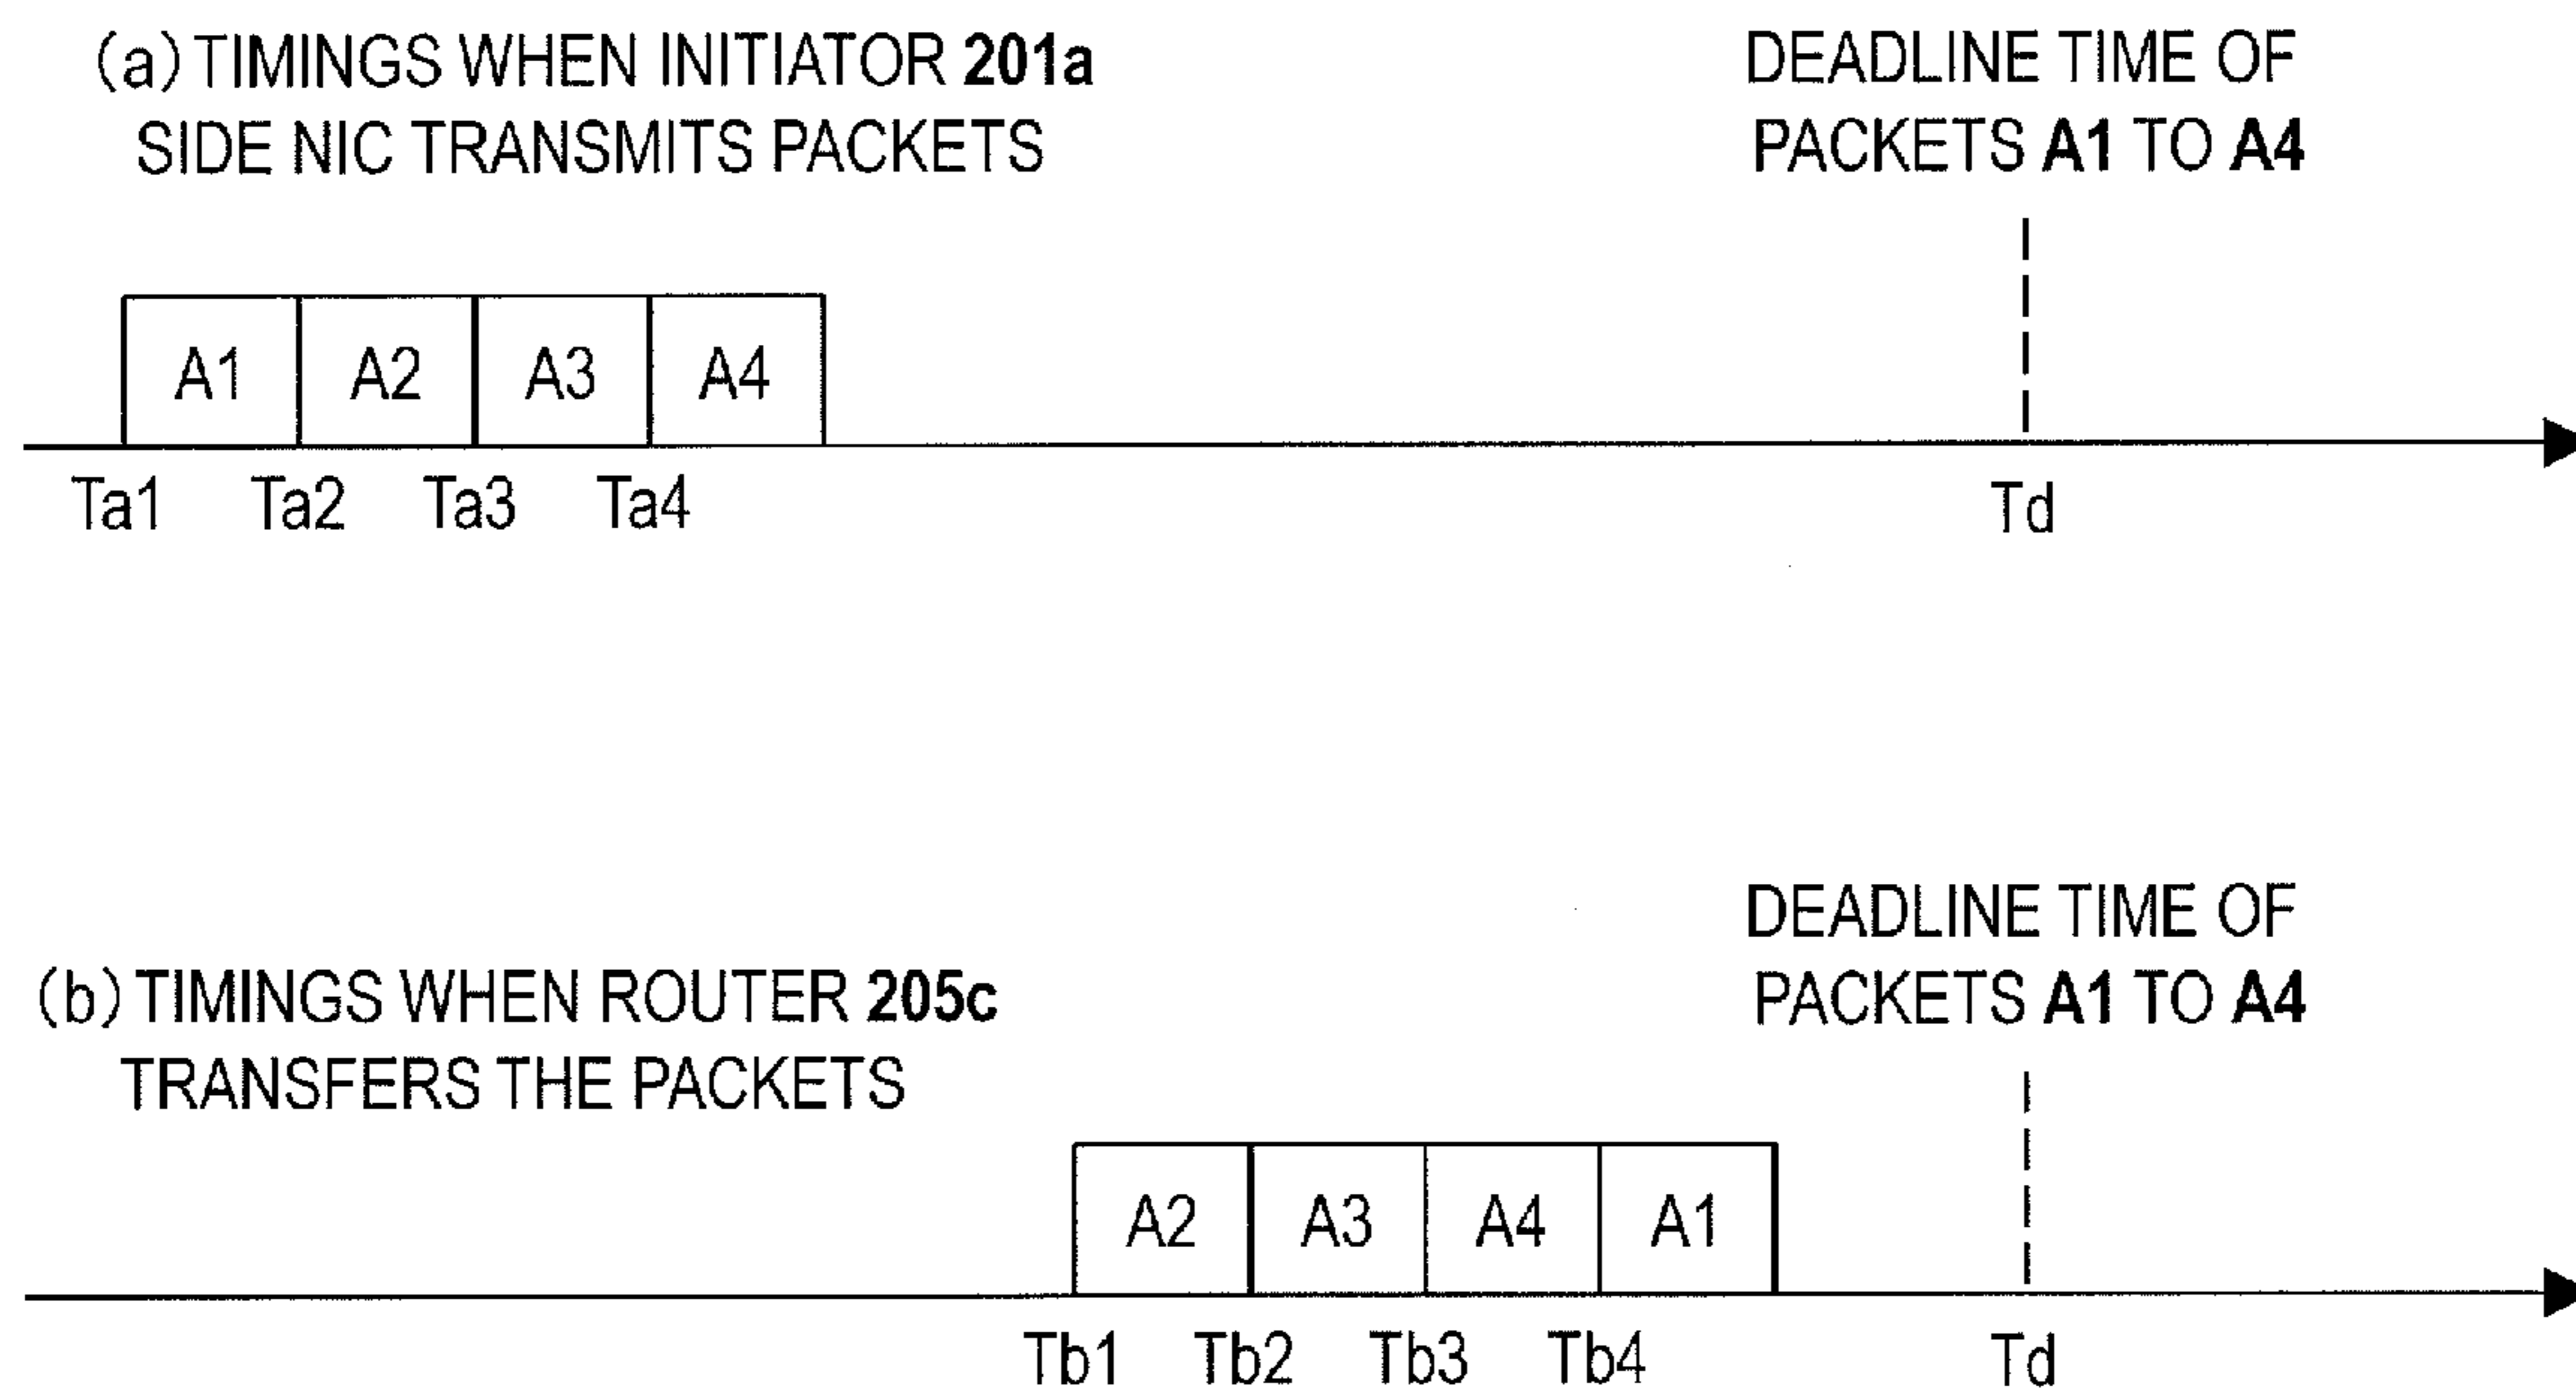 (a) TIMINGS WHEN INITIATOR 201a
SIDE NIC TRANSMITS PACKETS
DEADLINE TIME OF
PACKETS A1 TO A4
A1 A2 A3 A4
Ta1 Ta2 Ta3 Ta4 Td
DEADLINE TIME OF
PACKETS A1 TO A4
(b) TIMINGS WHEN ROUTER 205c
TRANSFERS THE PACKETS
A2 A3 A4 A1
Tb1 Tb2 Tb3 Tb4 Td